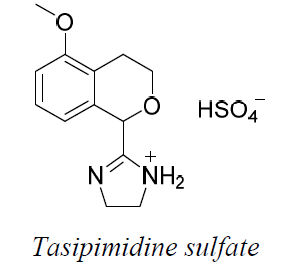 O
O
HSO4−
+
N
NH2
Tasipimidine sulfate